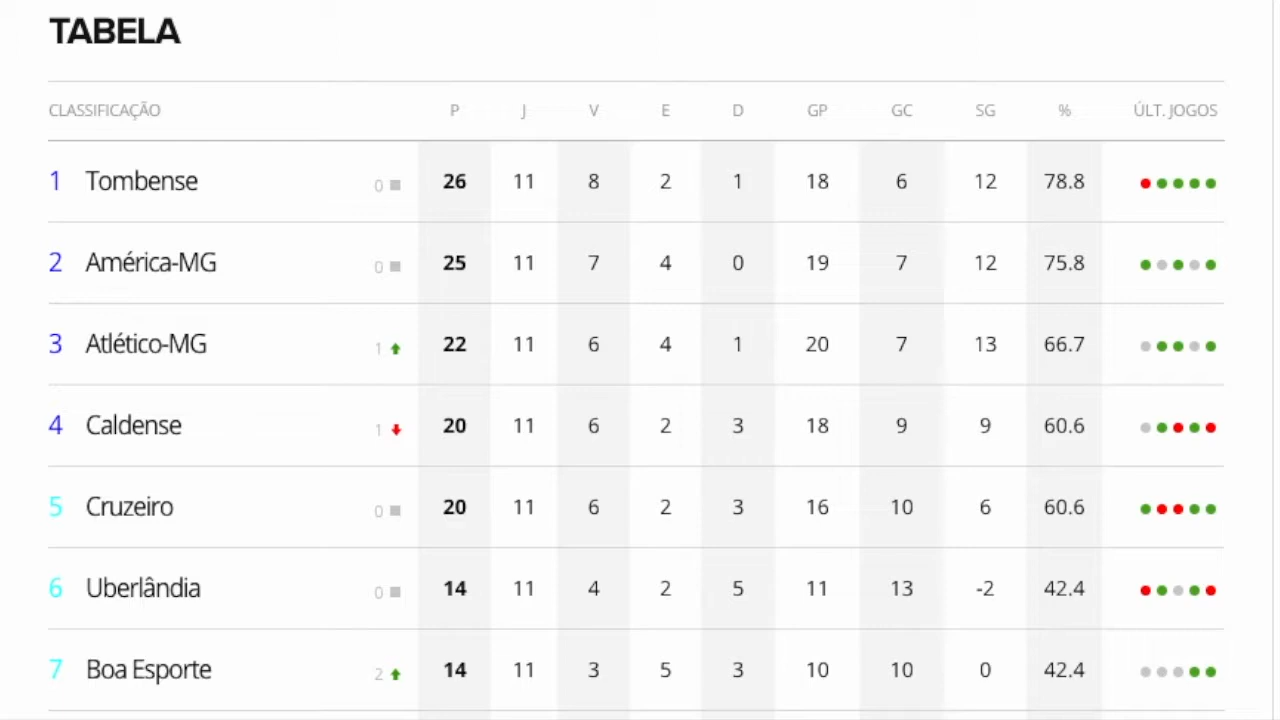 TABELA
CLASSIFICAÇÃO P J V E D GP GC SG % ÚLT. JOGOS
1 Tombense 0 26 11 8 2 1 18 6 12 78.8
2 América-MG 0 25 11 7 4 0 19 7 12 75.8
3 Atlético-MG 1 22 11 6 4 1 20 7 13 66.7
4 Caldense 1 20 11 6 2 3 18 9 9 60.6
5 Cruzeiro 0 20 11 6 2 3 16 10 6 60.6
6 Uberlândia 0 14 11 4 2 5 11 13 -2 42.4
7 Boa Esporte 2 14 11 3 5 3 10 10 0 42.4